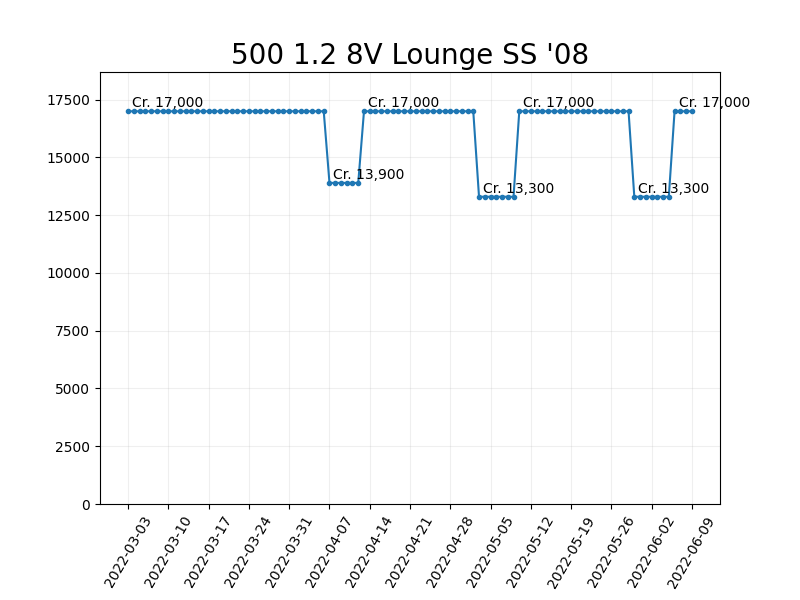 500 1.2 8V Lounge SS '08
Cr. 17,000
Cr. 17,000
Cr. 17,000
Cr. 17,000
Cr. 13,900
Cr. 13,300
Cr. 13,300
17500
15000
12500
10000
7500
5000
2500
0
2022-03-03
2022-03-10
2022-03-17
2022-03-24
2022-03-31
2022-04-07
2022-04-14
2022-04-21
2022-04-28
2022-05-05
2022-05-12
2022-05-19
2022-05-26
2022-06-02
2022-06-09